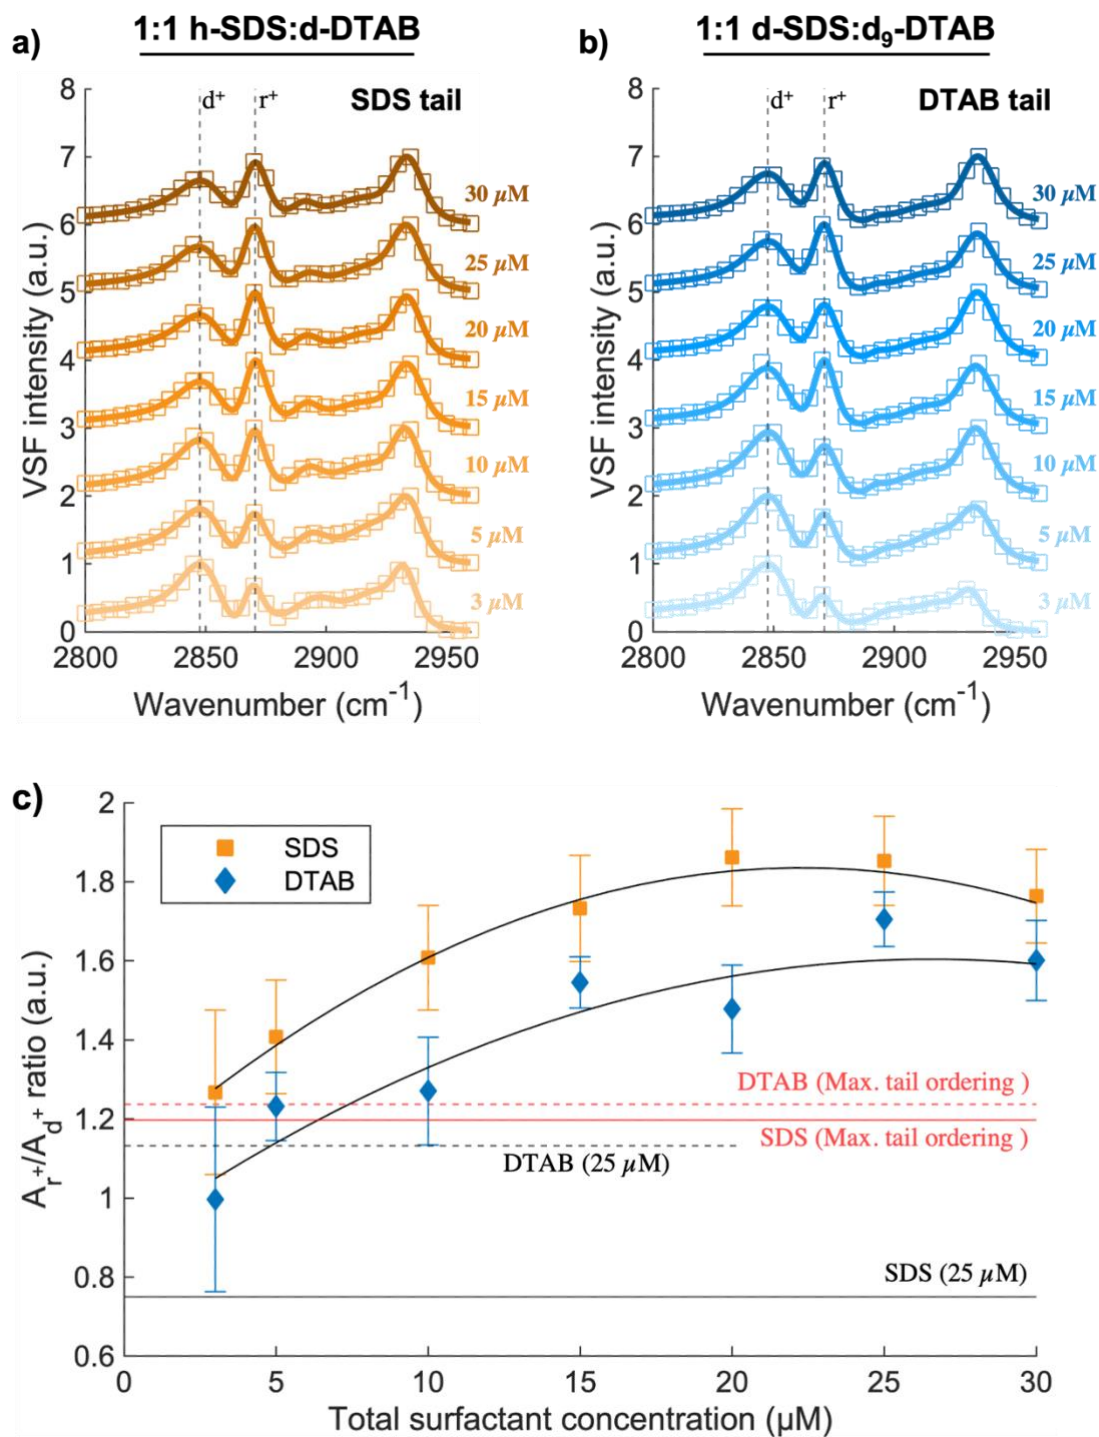 a)
1:1 h-SDS:d-DTAB
SDS tail
d+
r+
8
7
6
5
4
3
2
1
0
30 µM
25 µM
20 µM
15 µM
10 µM
5 µM
3 µM
VSF intensity (a.u.)
2800 2850 2900 2950
Wavenumber (cm⁻¹)
b)
1:1 d-SDS:d₉-DTAB
DTAB tail
d+
r+
8
7
6
5
4
3
2
1
0
30 µM
25 µM
20 µM
15 µM
10 µM
5 µM
3 µM
VSF intensity (a.u.)
2800 2850 2900 2950
Wavenumber (cm⁻¹)
c)
SDS
DTAB
2
1.8
1.6
1.4
1.2
1
0.8
0.6
A_r+/A_d+ ratio (a.u.)
DTAB (Max. tail ordering )
SDS (Max. tail ordering )
DTAB (25 µM)
SDS (25 µM)
0 5 10 15 20 25 30
Total surfactant concentration (µM)